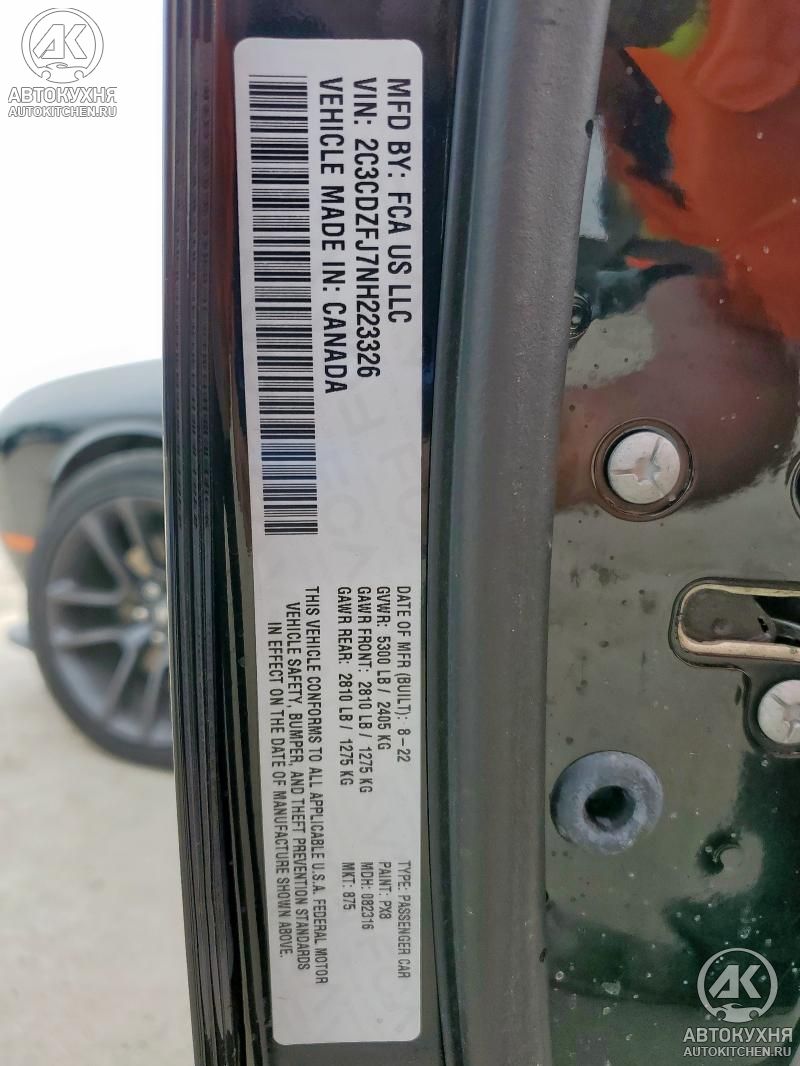 AK
АВТОКУХНЯ
AUTOKITCHEN.RU
MFD BY: FCA US LLC
VIN: 2C3CDZFJ7NH223326
VEHICLE MADE IN: CANADA
DATE OF MFR (BUILT): 8-22
GVWR: 5300 LB / 2405 KG
GAWR FRONT: 2810 LB / 1275 KG
GAWR REAR: 2810 LB / 1275 KG
TYPE: PASSENGER CAR
PAINT: PX8
MDH: 082316
MKT: 875
THIS VEHICLE CONFORMS TO ALL APPLICABLE U.S.A. FEDERAL MOTOR
VEHICLE SAFETY, BUMPER, AND THEFT PREVENTION STANDARDS
IN EFFECT ON THE DATE OF MANUFACTURE SHOWN ABOVE.
AK
АВТОКУХНЯ
AUTOKITCHEN.RU